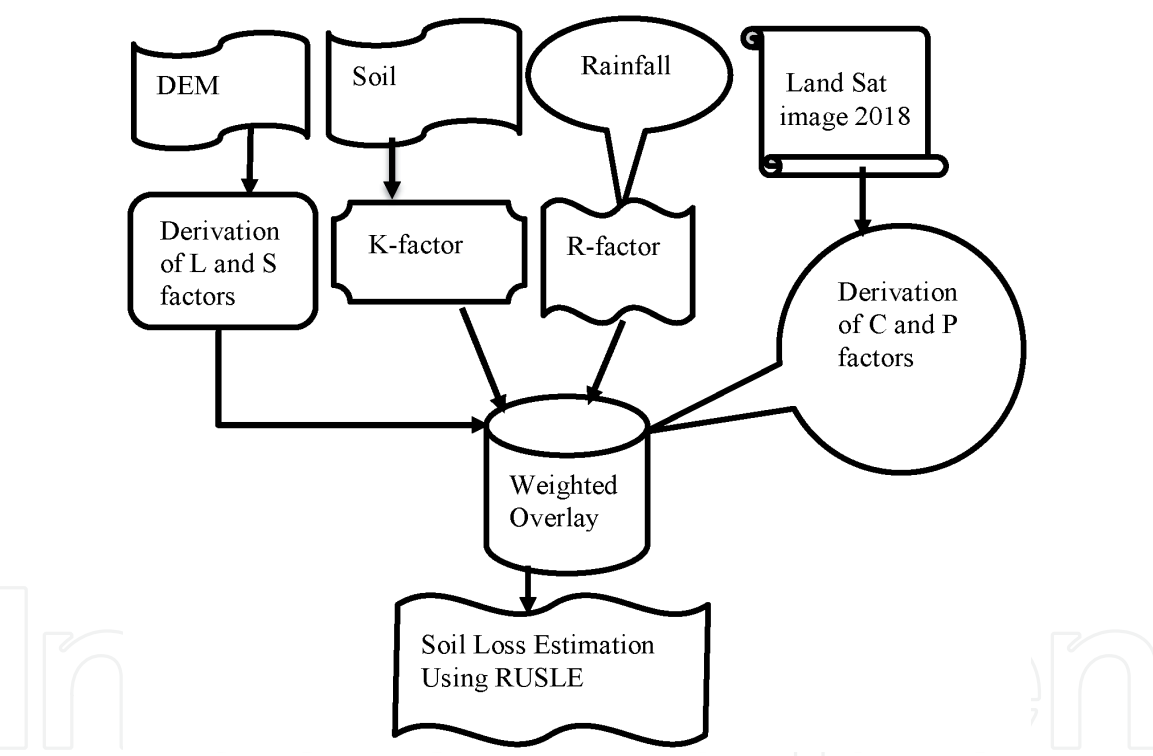 DEM
Soil
Rainfall
Land Sat
image 2018
Derivation
of L and S
factors
K-factor
R-factor
Derivation
of C and P
factors
Weighted
Overlay
Soil Loss Estimation
Using RUSLE